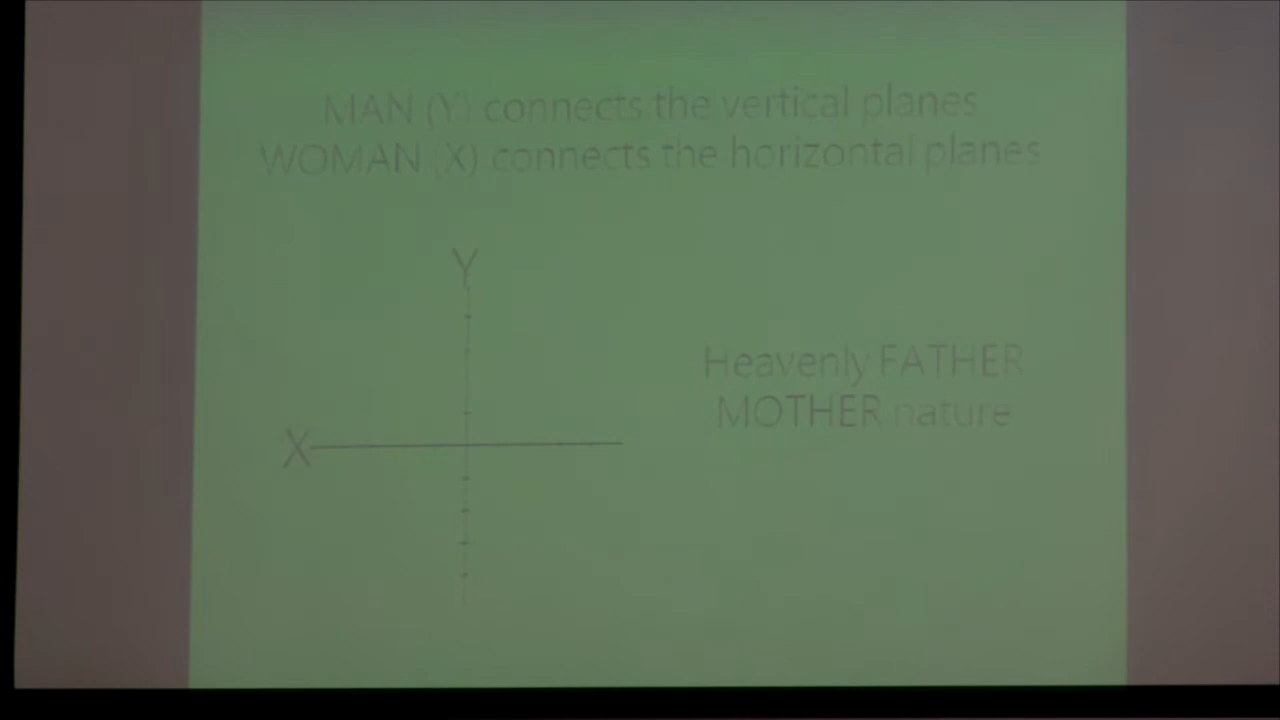 MAN (Y) connects the vertical planes
WOMAN (X) connects the horizontal planes
Y
Heavenly FATHER
MOTHER nature
X